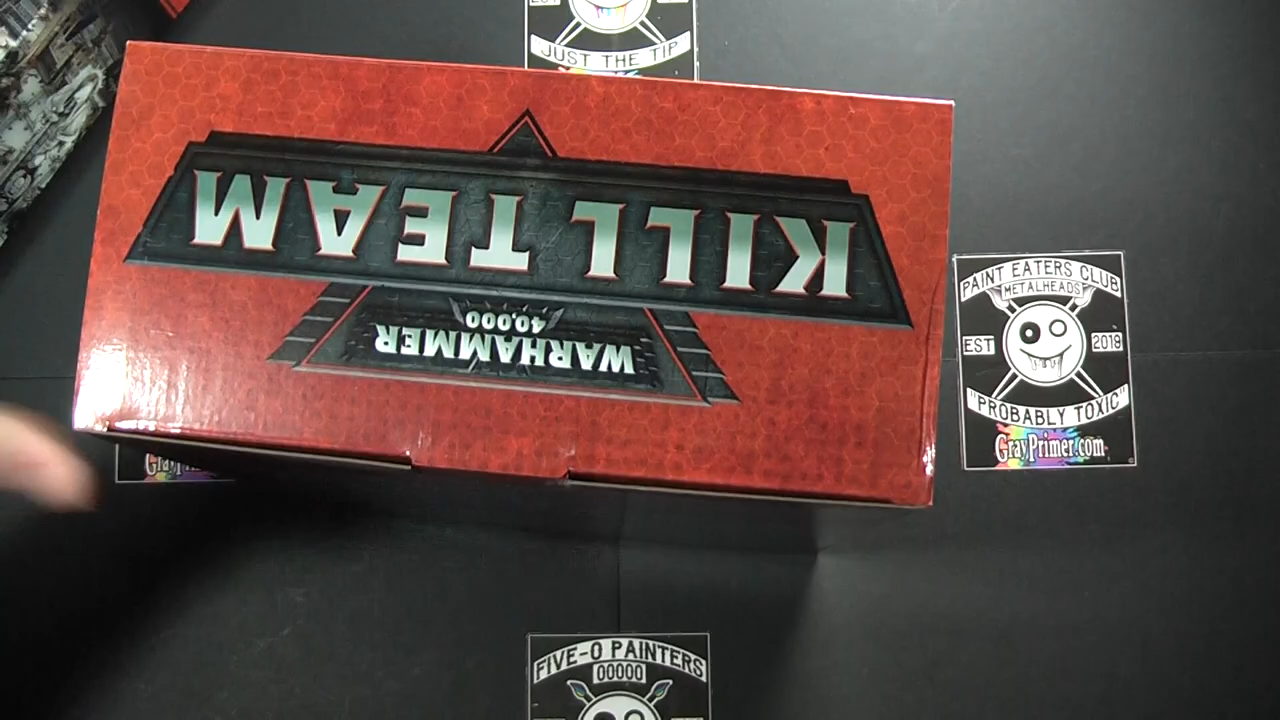 JUST THE TIP
WARHAMMER
40,000
KILL TEAM
PAINT EATERS CLUB
METALHEADS
EST
2019
"PROBABLY TOXIC"
GrayPrimer.com
FIVE-O PAINTERS
00000